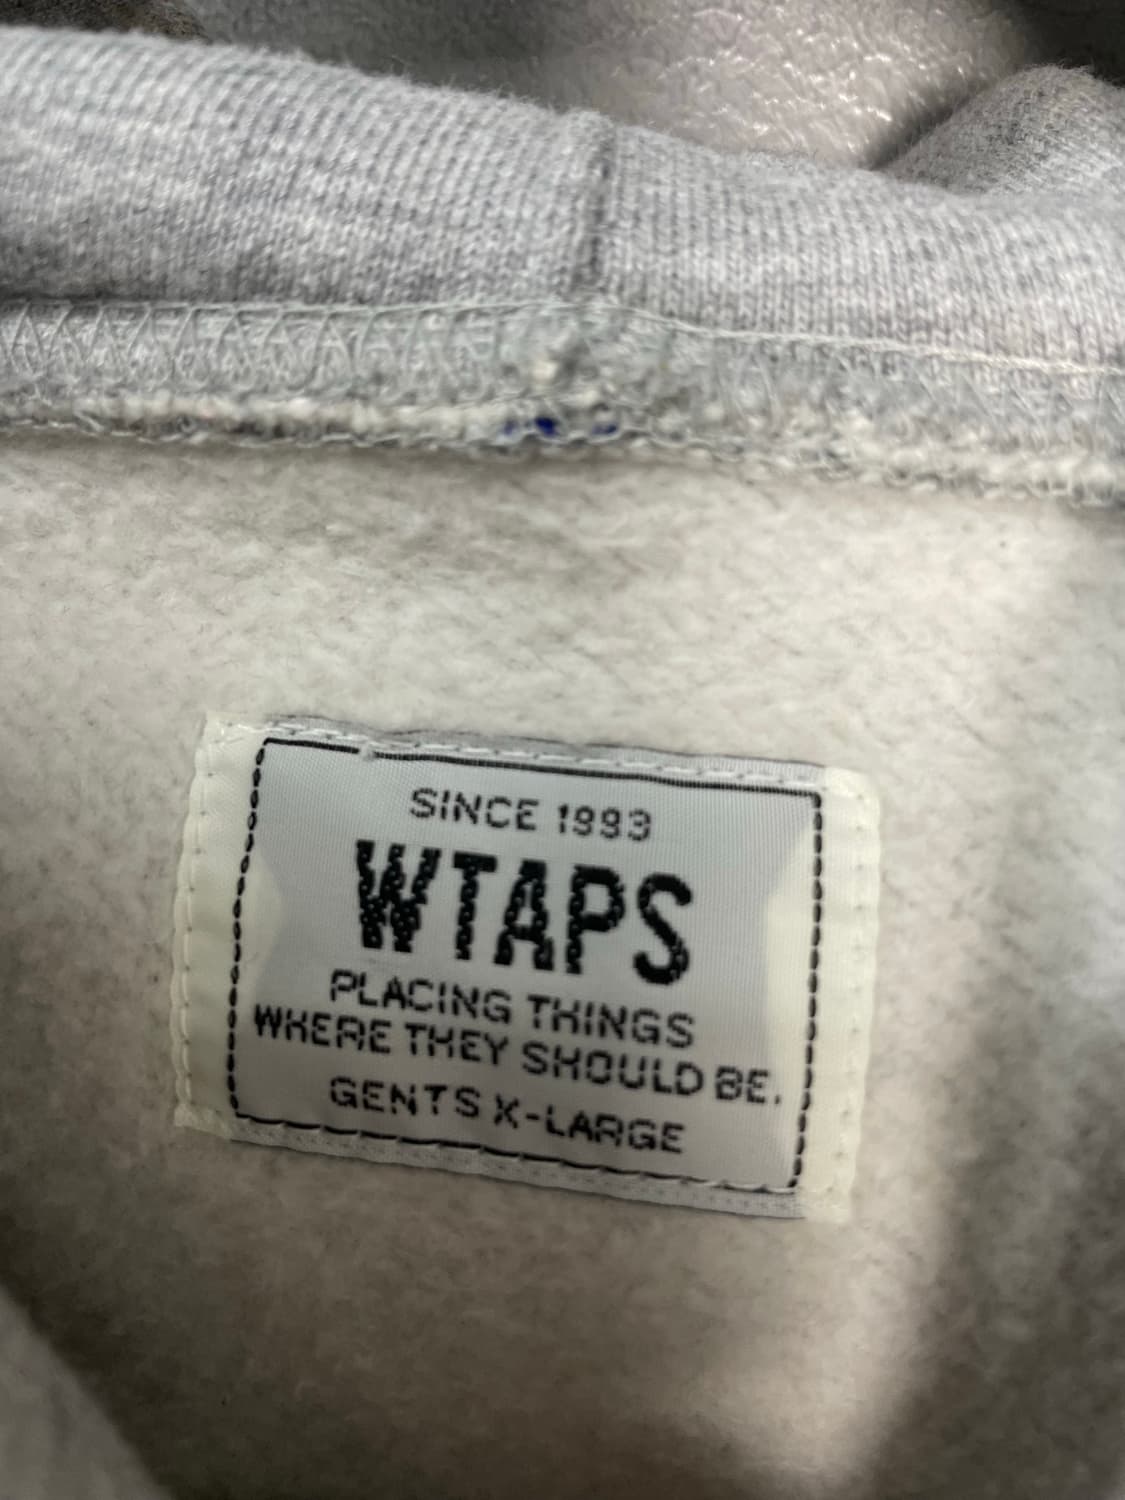 SINCE 1993
WTAPS
PLACING THINGS
WHERE THEY SHOULD BE.
GENTS X-LARGE